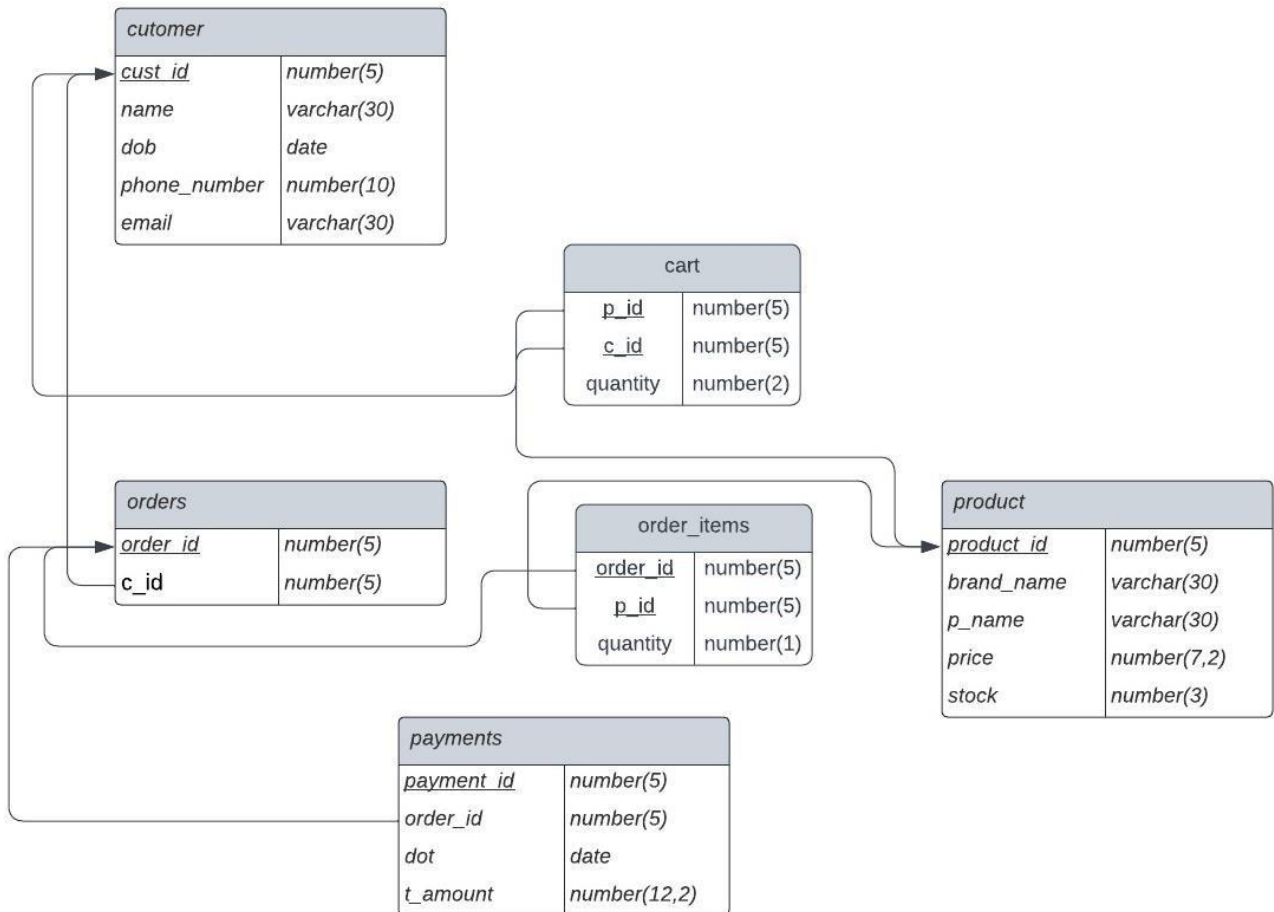 cutomer
cust_id number(5)
name varchar(30)
dob date
phone_number number(10)
email varchar(30)
cart
p_id number(5)
c_id number(5)
quantity number(2)
orders
order_id number(5)
c_id number(5)
order_items
order_id number(5)
p_id number(5)
quantity number(1)
product
product_id number(5)
brand_name varchar(30)
p_name varchar(30)
price number(7,2)
stock number(3)
payments
payment_id number(5)
order_id number(5)
dot date
t_amount number(12,2)